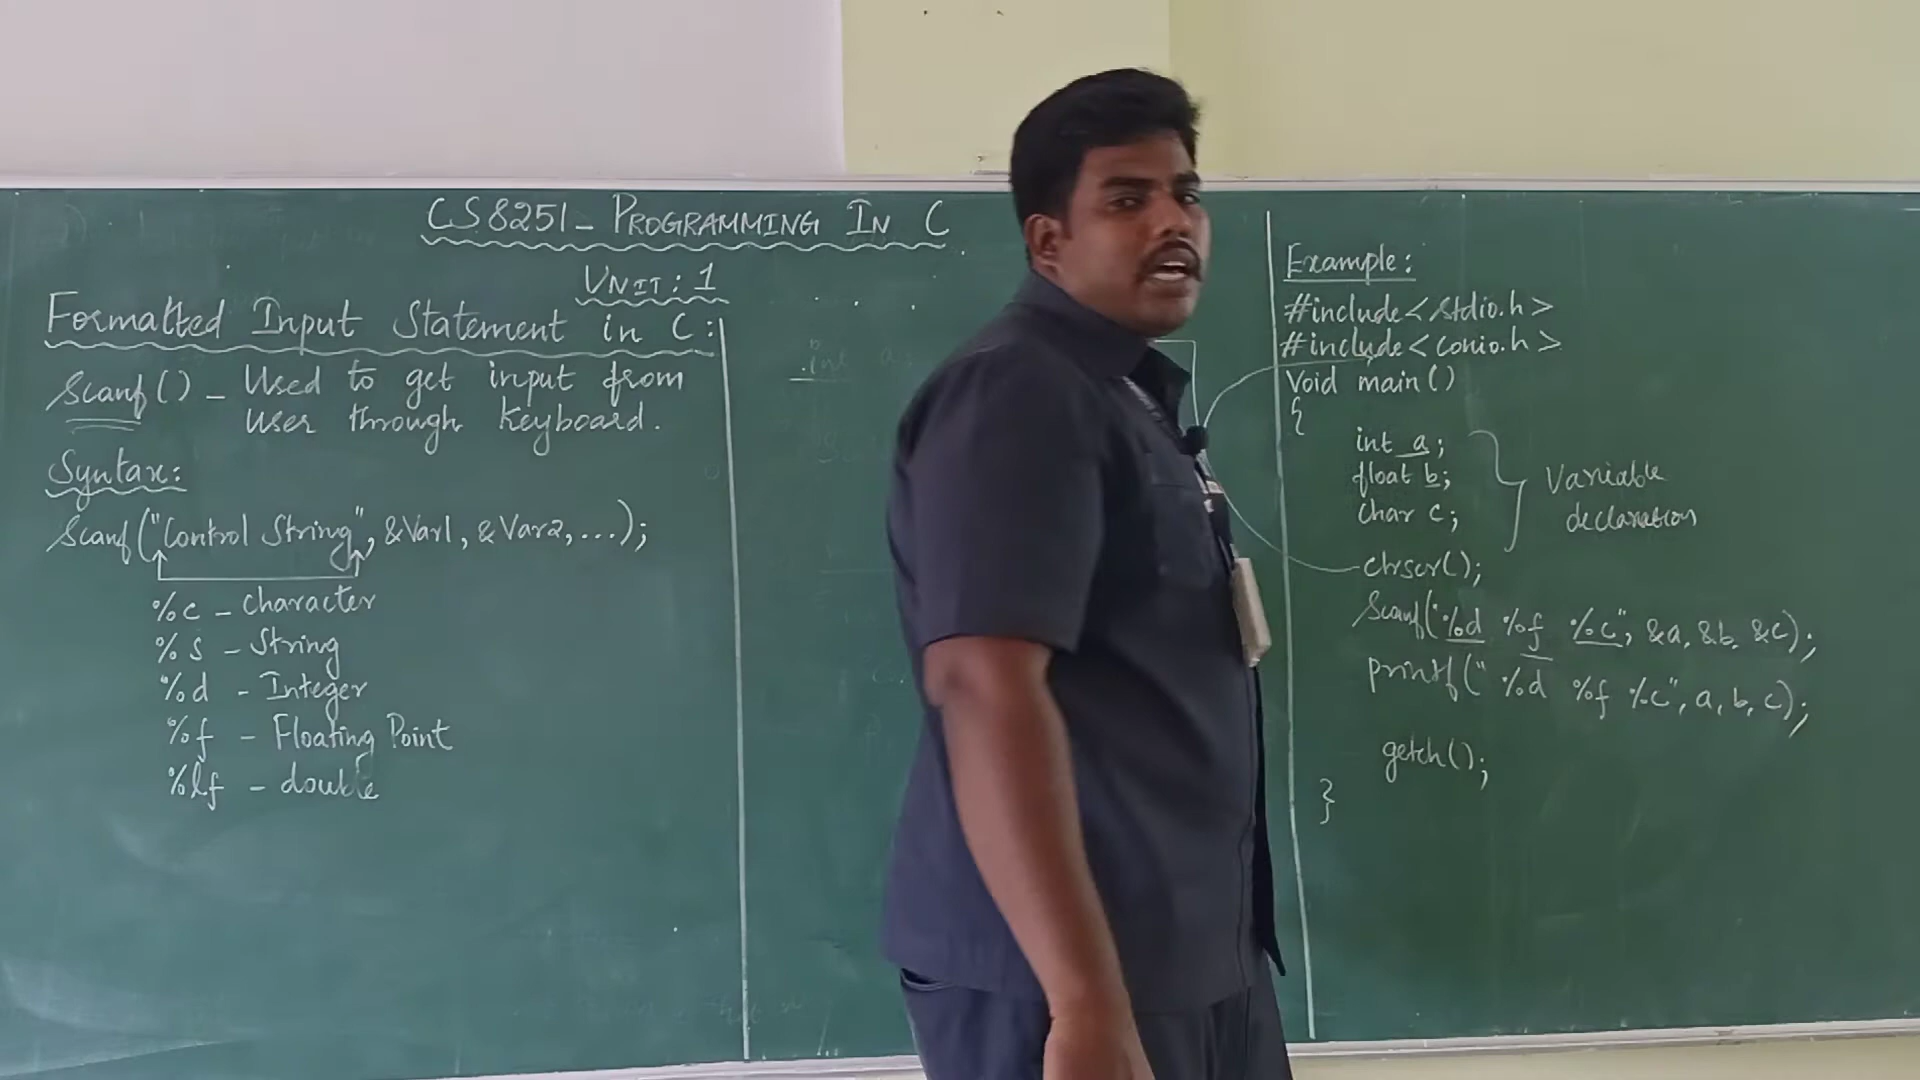 CS8251 - PROGRAMMING IN C
UNIT : 1
Formatted Input Statement in C :
Scanf() - Used to get input from
User through Keyboard.
Syntax:
Scanf("Control String", &Var1, &Var2, ...);
%c - Character
%s - String
%d - Integer
%f - Floating Point
%lf - double
int a
Example:
#include<stdio.h>
#include<conio.h>
Void main()
{
int a;
float b;
Char c;
Variable
declaration
clrscr();
Scanf("%d %f %c", &a, &b, &c);
printf("%d %f %c", a, b, c);
getch();
}